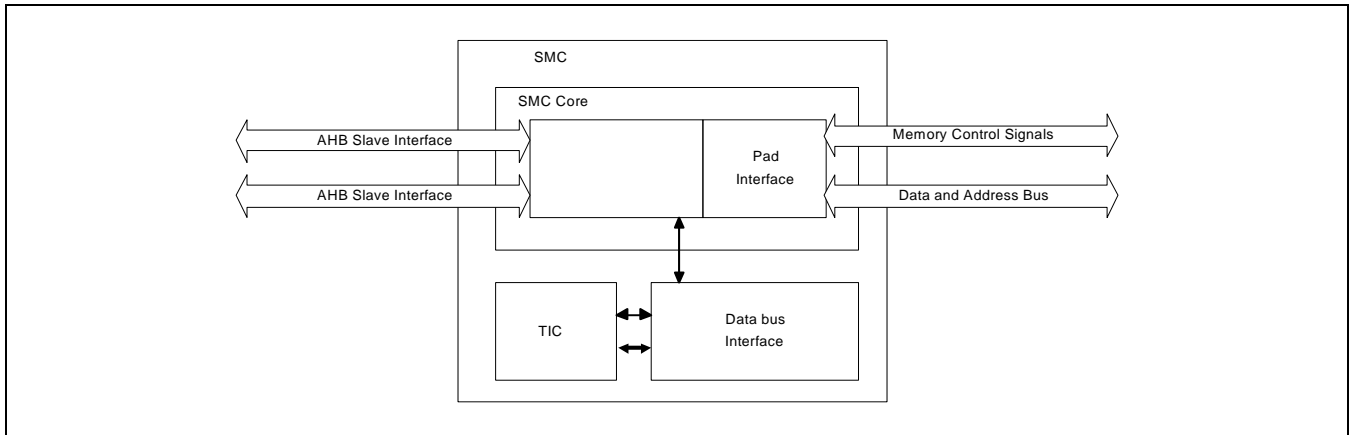 SMC
SMC Core
AHB Slave Interface
AHB Slave Interface
Pad
Interface
Memory Control Signals
Data and Address Bus
TIC
Data bus
Interface